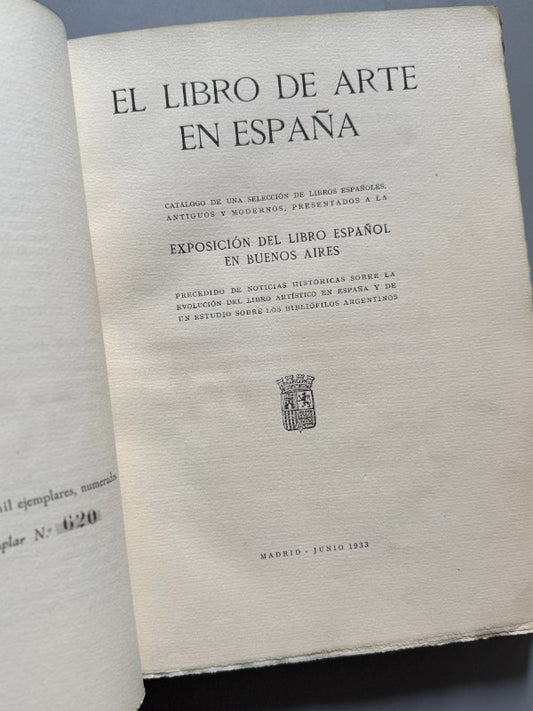 mil ejemplares, numerados
N.º 620
EL LIBRO DE ARTE
EN ESPAÑA
CATÁLOGO DE UNA SELECCIÓN DE LIBROS ESPAÑOLES,
ANTIGUOS Y MODERNOS, PRESENTADOS A LA
EXPOSICIÓN DEL LIBRO ESPAÑOL
EN BUENOS AIRES
PRECEDIDO DE NOTICIAS HISTÓRICAS SOBRE LA
EVOLUCIÓN DEL LIBRO ARTÍSTICO EN ESPAÑA Y DE
UN ESTUDIO SOBRE LOS BIBLIÓFILOS ARGENTINOS
MADRID - JUNIO 1933